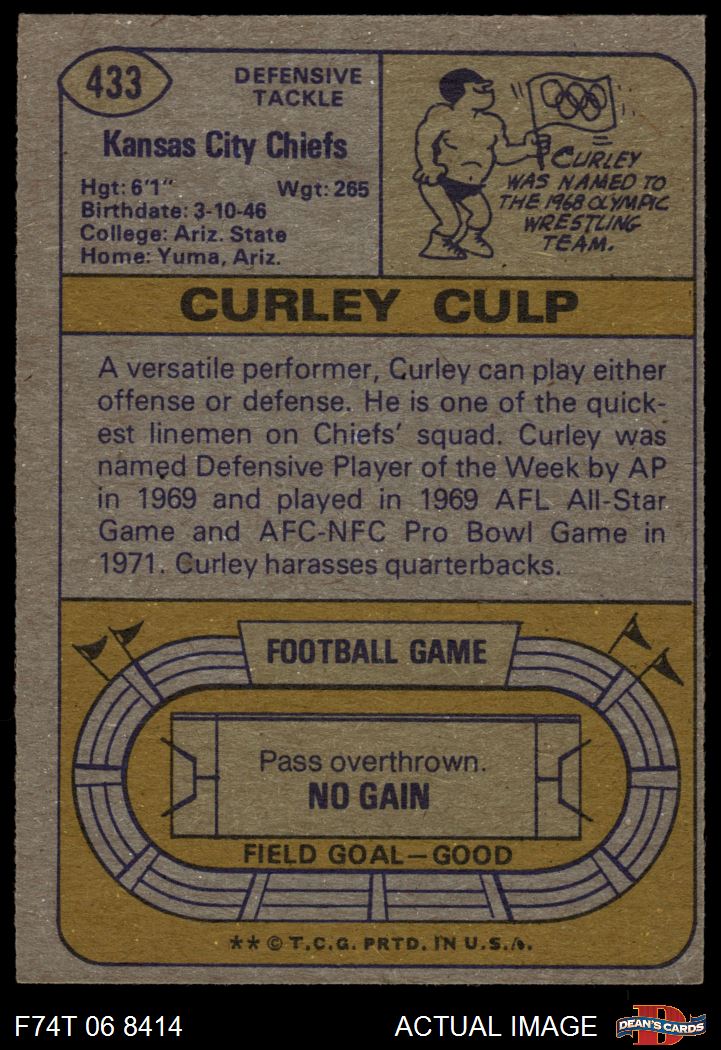 433
DEFENSIVE
TACKLE
Kansas City Chiefs
Hgt: 6'1" Wgt: 265
Birthdate: 3-10-46
College: Ariz. State
Home: Yuma, Ariz.
CURLEY
WAS NAMED TO
THE 1968 OLYMPIC
WRESTLING
TEAM.
CURLEY CULP
A versatile performer, Curley can play either
offense or defense. He is one of the quick-
est linemen on Chiefs' squad. Curley was
named Defensive Player of the Week by AP
in 1969 and played in 1969 AFL All-Star
Game and AFC-NFC Pro Bowl Game in
1971. Curley harasses quarterbacks.
FOOTBALL GAME
Pass overthrown.
NO GAIN
FIELD GOAL—GOOD
** © T.C.G. PRTD. IN U.S.A.
F74T 06 8414
ACTUAL IMAGE
D
DEAN'S CARDS